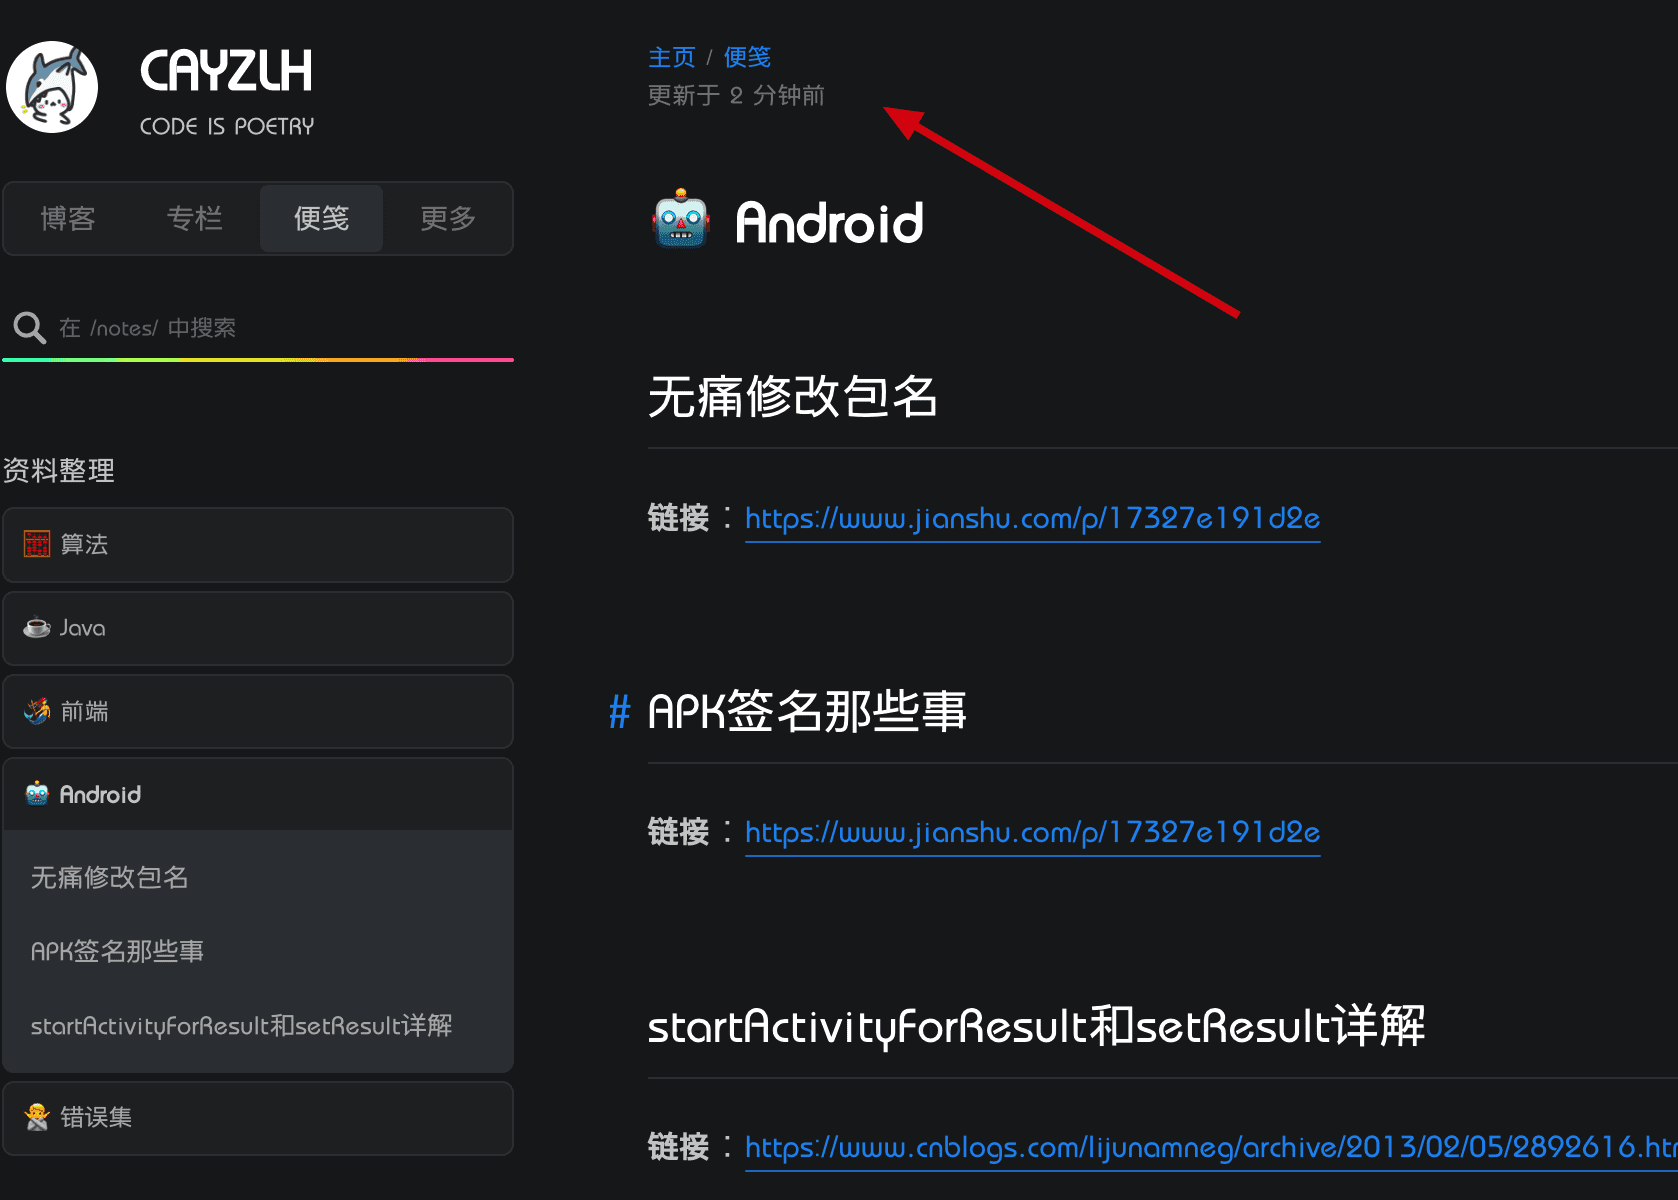 CAYZLH
CODE IS POETRY
博客 专栏 便笺 更多
在 /notes/ 中搜索
资料整理
算法
Java
前端
Android
无痛修改包名
APK签名那些事
startActivityForResult和setResult详解
错误集
主页 / 便笺
更新于 2 分钟前
Android
无痛修改包名
链接：https://www.jianshu.com/p/17327e191d2e
# APK签名那些事
链接：https://www.jianshu.com/p/17327e191d2e
startActivityForResult和setResult详解
链接：https://www.cnblogs.com/lijunamneg/archive/2013/02/05/2892616.htm